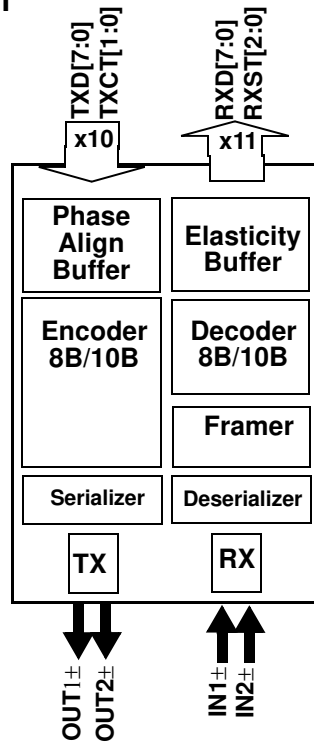 TXD[7:0]
TXCT[1:0]
RXD[7:0]
RXST[2:0]
x10
x11
Phase
Align
Buffer
Elasticity
Buffer
Encoder
8B/10B
Decoder
8B/10B
Framer
Serializer
Deserializer
TX
RX
OUT1±
OUT2±
IN1±
IN2±